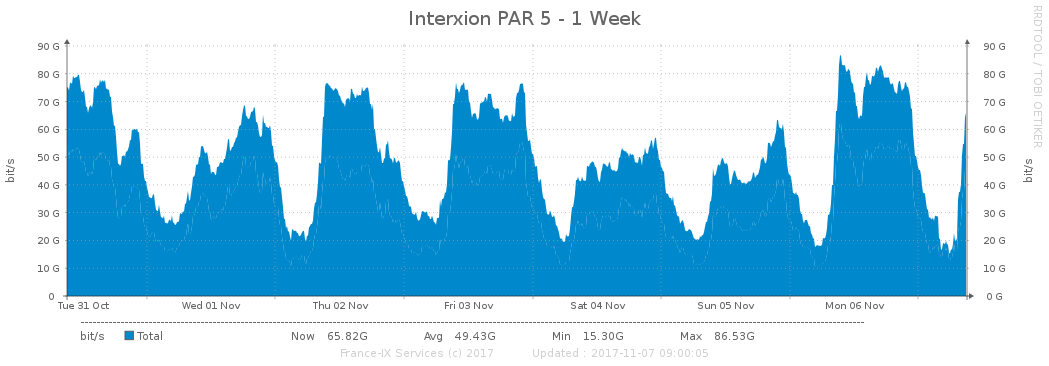 Interxion PAR 5 - 1 Week
RRDTOOL / TOBI OETIKER
90 G 90 G
80 G 80 G
70 G 70 G
60 G 60 G
50 G 50 G
40 G 40 G
30 G 30 G
20 G 20 G
10 G 10 G
0 0 G
bit/s
bit/s
Tue 31 Oct Wed 01 Nov Thu 02 Nov Fri 03 Nov Sat 04 Nov Sun 05 Nov Mon 06 Nov
bit/s Total Now 65.82G Avg 49.43G Min 15.30G Max 86.53G
France-IX Services (c) 2017 Updated : 2017-11-07 09:00:05